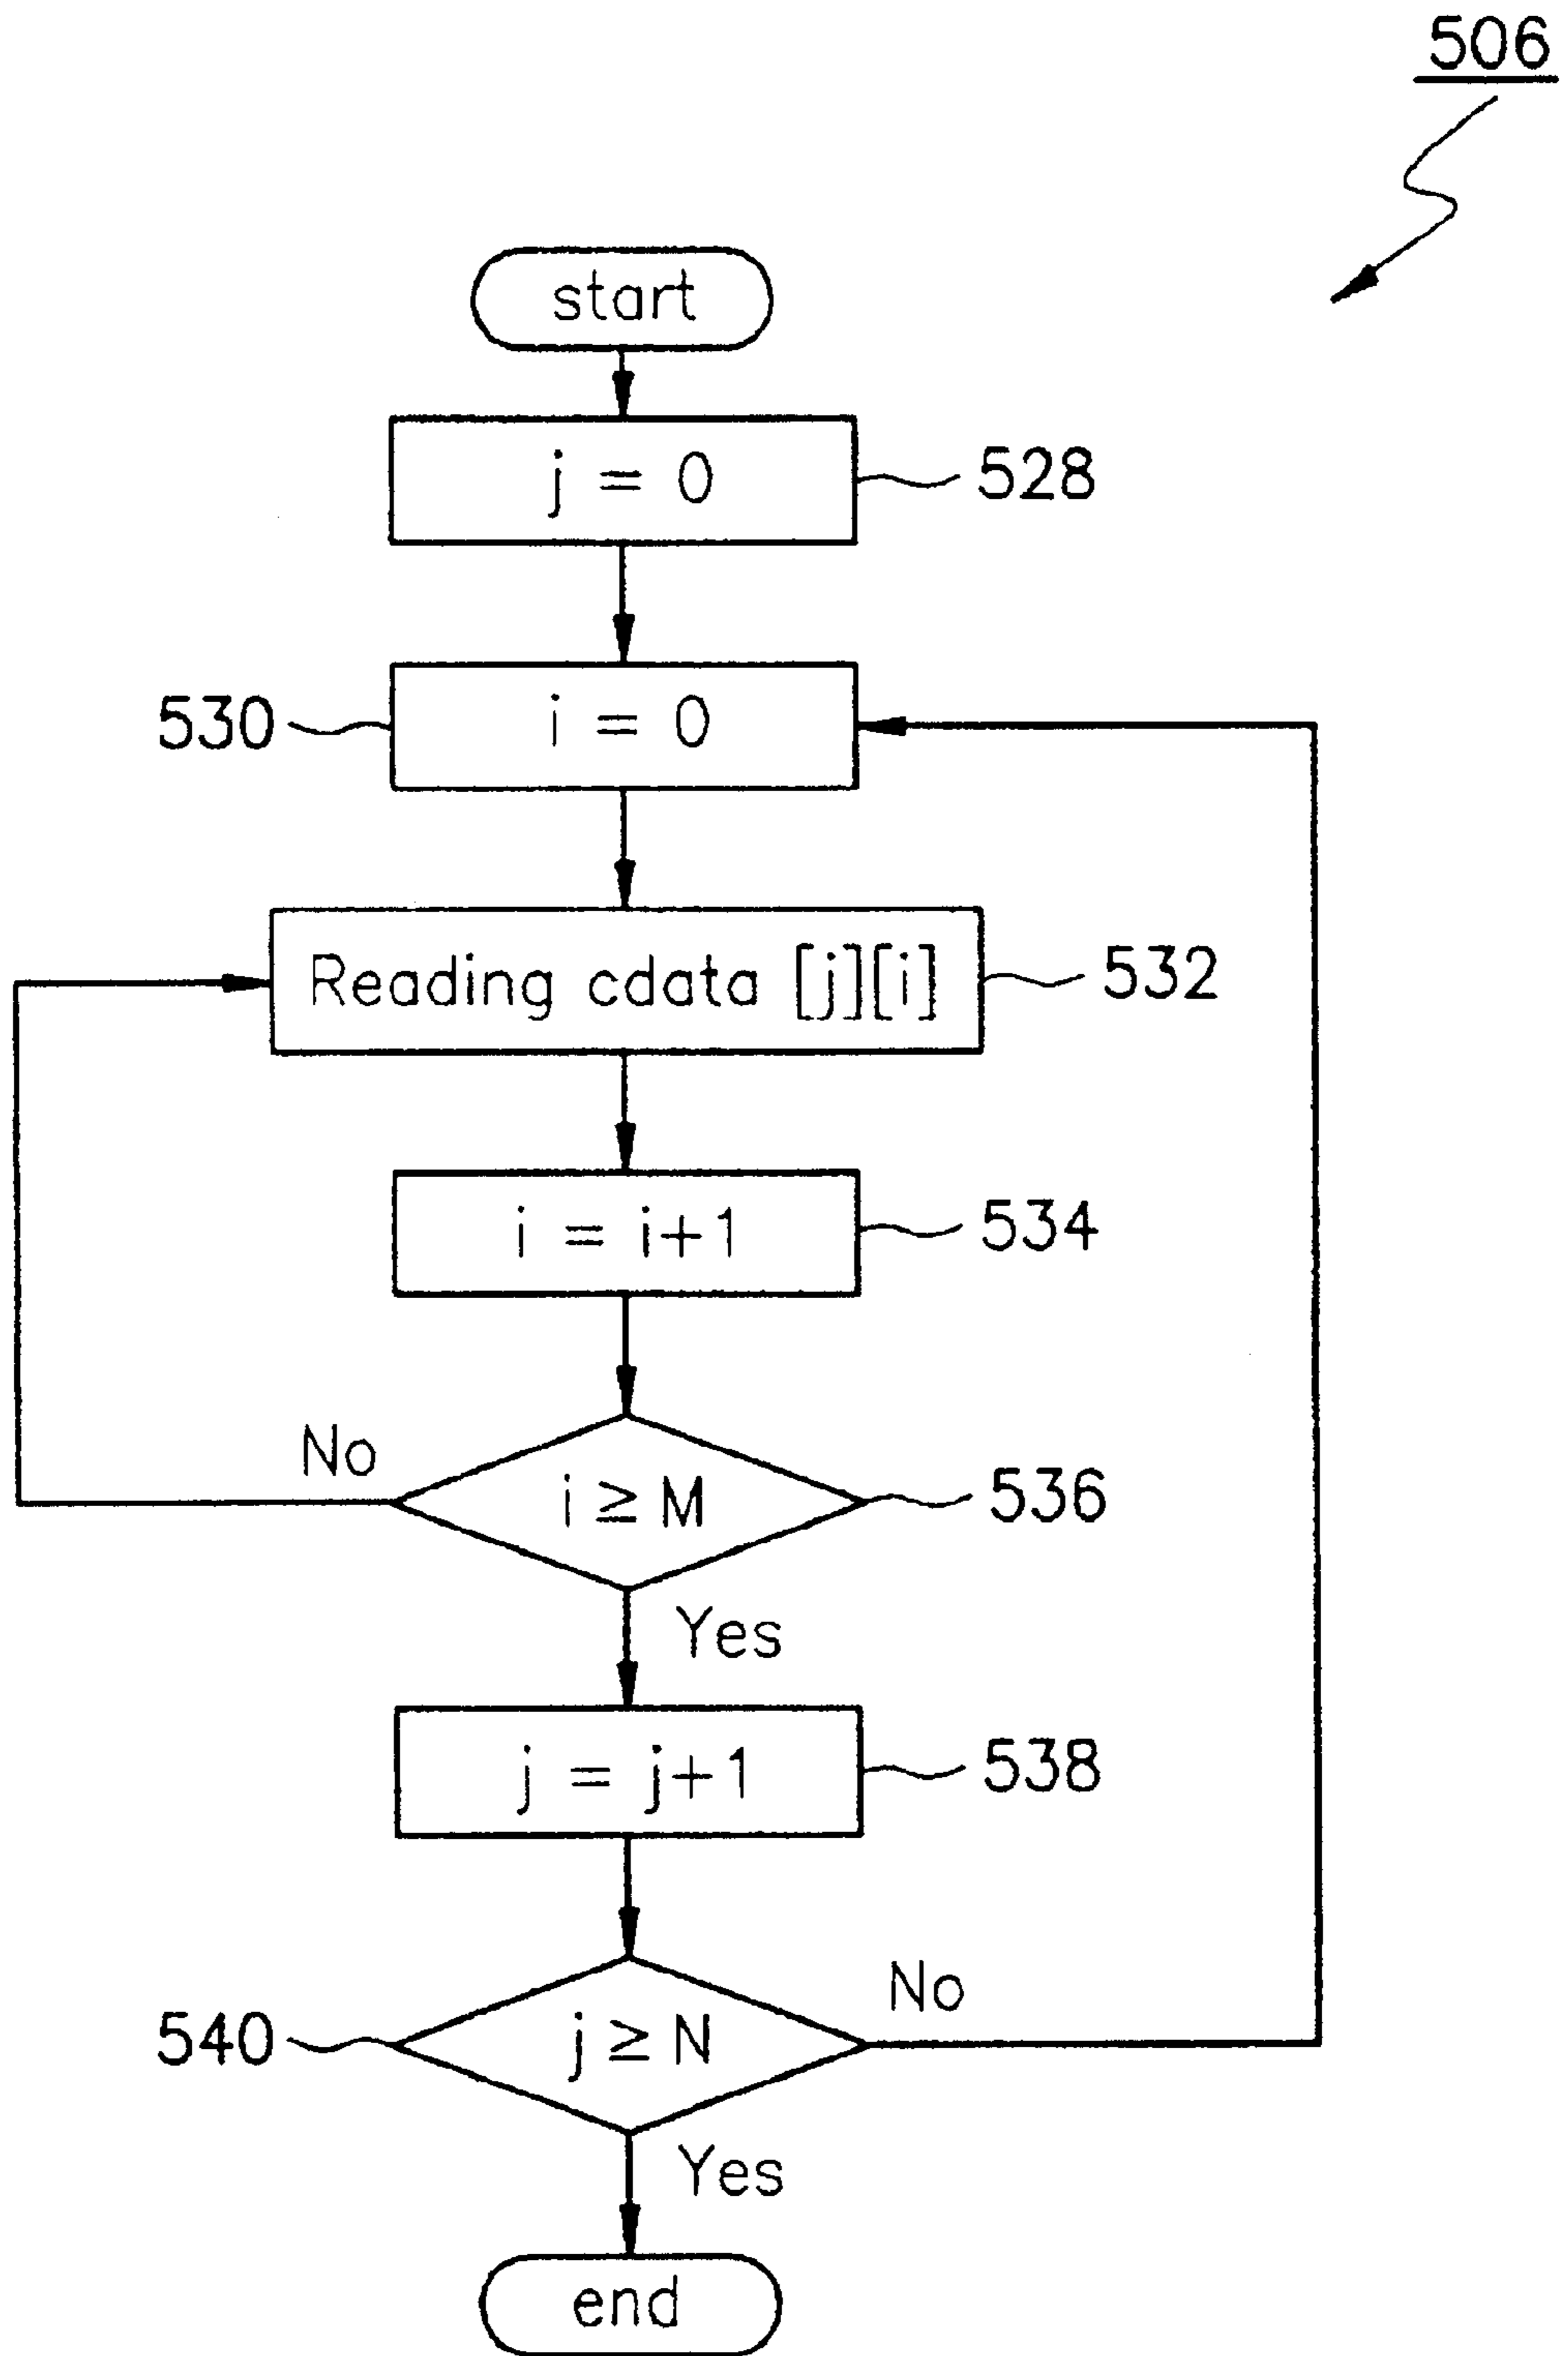 506
start
j = 0
528
530
i = 0
Reading cdata [j][i]
532
i = i+1
534
No
i ≥ M
536
Yes
j = j+1
538
No
540
j ≥ N
Yes
end